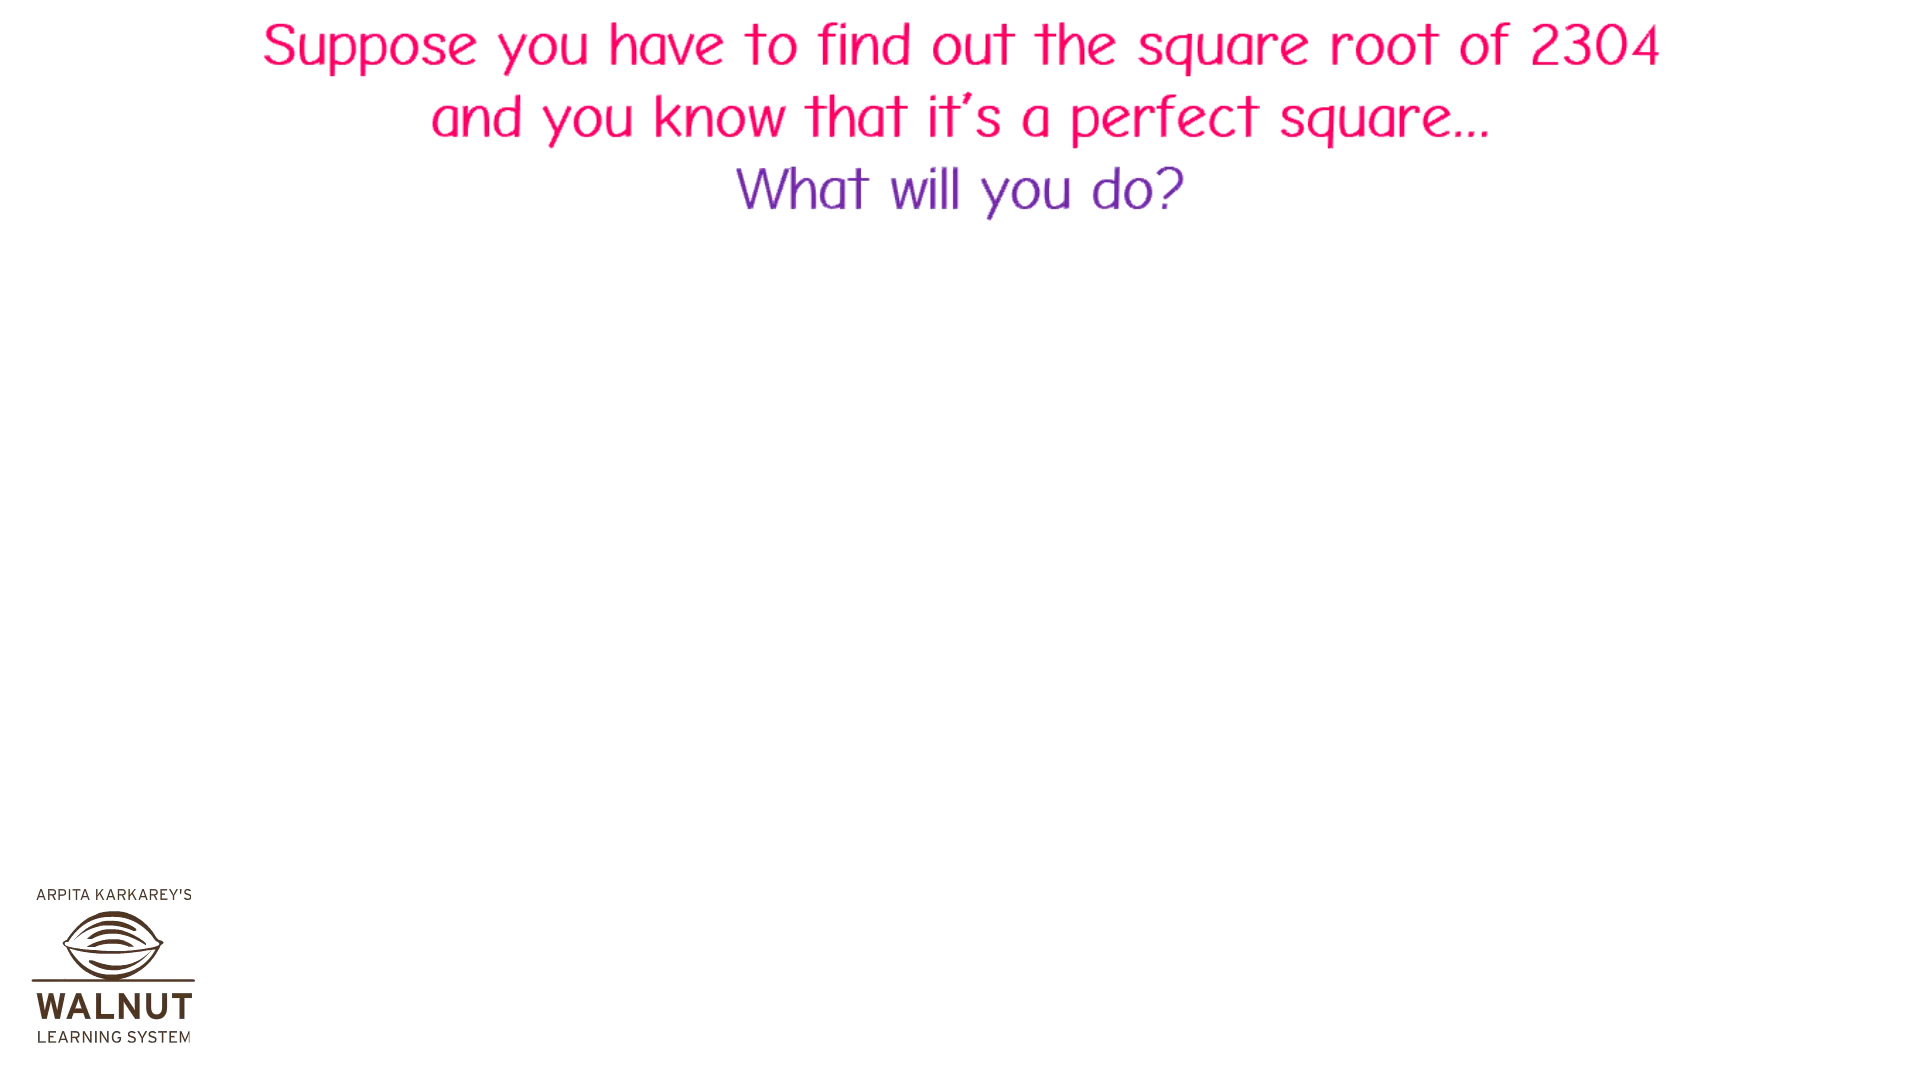 Suppose you have to find out the square root of 2304
and you know that it's a perfect square...
What will you do?
ARPITA KARKAREY'S
WALNUT
LEARNING SYSTEM